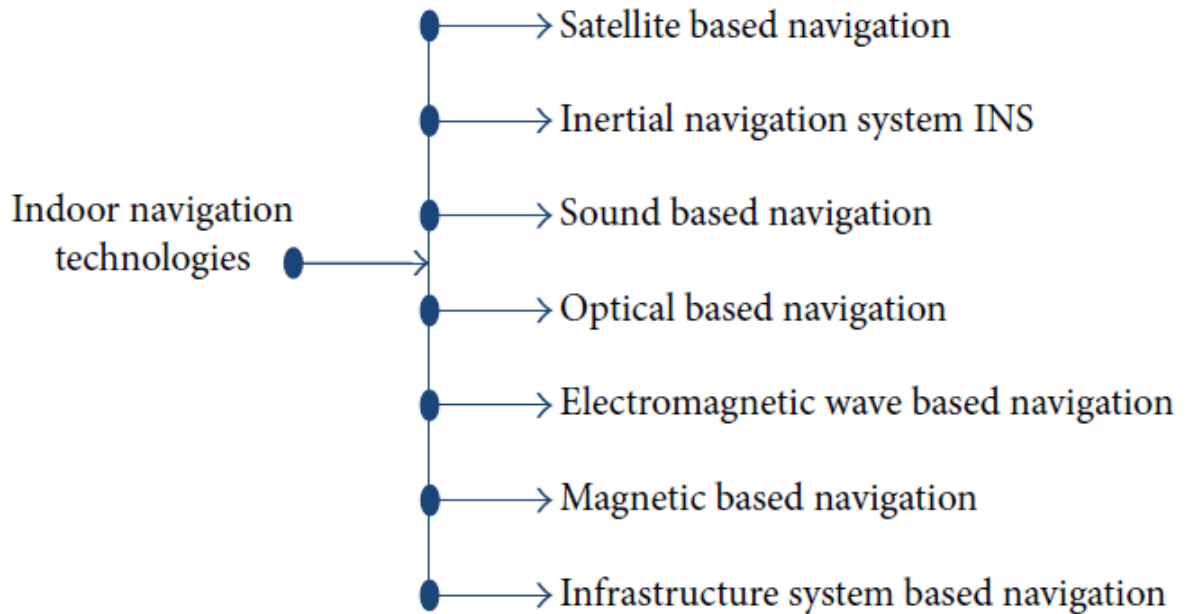 Indoor navigation
technologies
Satellite based navigation
Inertial navigation system INS
Sound based navigation
Optical based navigation
Electromagnetic wave based navigation
Magnetic based navigation
Infrastructure system based navigation